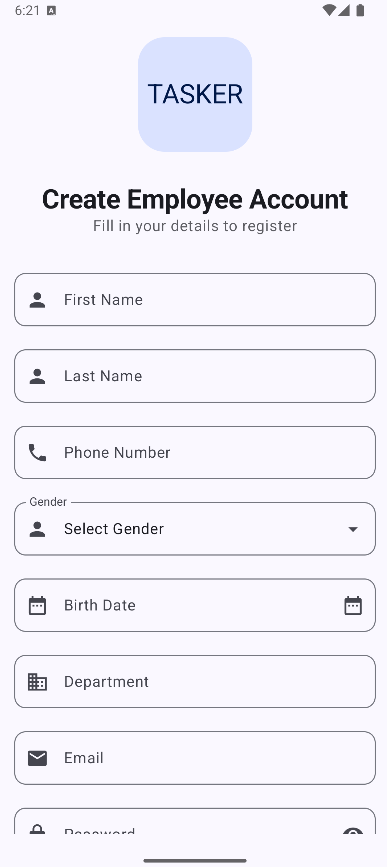 6:21
TASKER
Create Employee Account
Fill in your details to register
First Name
Last Name
Phone Number
Gender
Select Gender
Birth Date
Department
Email
Password